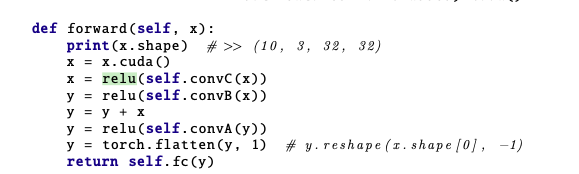 def forward(self, x):
    print(x.shape)  # >> (10, 3, 32, 32)
    x = x.cuda()
    x = relu(self.convC(x))
    y = relu(self.convB(x))
    y = y + x
    y = relu(self.convA(y))
    y = torch.flatten(y, 1)  # y.reshape(x.shape[0], -1)
    return self.fc(y)